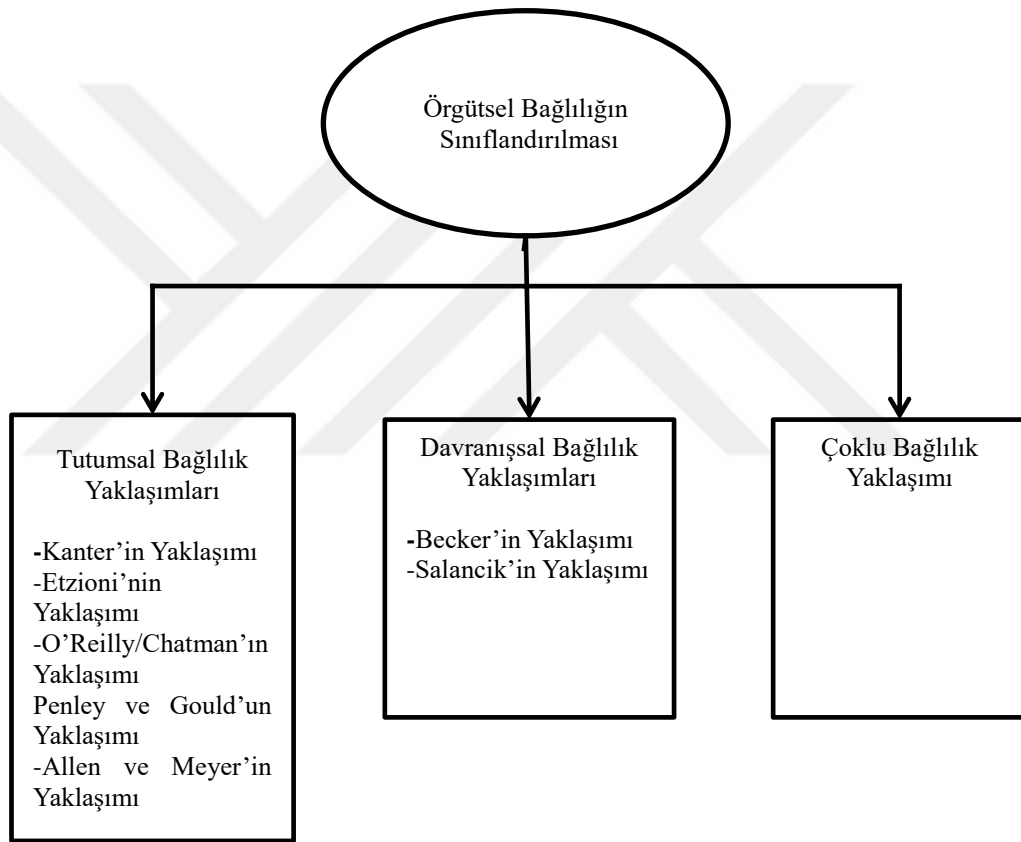 Örgütsel Bağlılığın
Sınıflandırılması
Tutumsal Bağlılık
Yaklaşımları
-Kanter’in Yaklaşımı
-Etzioni’nin
Yaklaşımı
-O’Reilly/Chatman’ın
Yaklaşımı
Penley ve Gould’un
Yaklaşımı
-Allen ve Meyer’in
Yaklaşımı
Davranışsal Bağlılık
Yaklaşımları
-Becker’in Yaklaşımı
-Salancik’in Yaklaşımı
Çoklu Bağlılık
Yaklaşımı